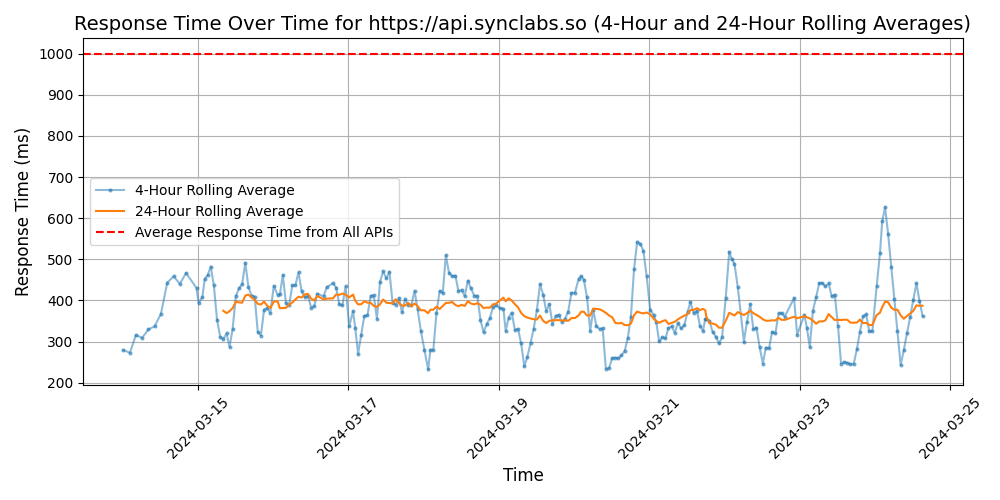 Response Time Over Time for https://api.synclabs.so (4-Hour and 24-Hour Rolling Averages)
Response Time (ms)
1000
900
800
700
600
500
400
300
200
4-Hour Rolling Average
24-Hour Rolling Average
Average Response Time from All APIs
2024-03-15
2024-03-17
2024-03-19
2024-03-21
2024-03-23
2024-03-25
Time